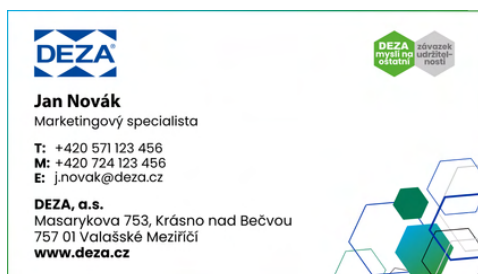 DEZA®
DEZA
myslí na
ostatní
závazek
udržitel-
nosti
Jan Novák
Marketingový specialista
T: +420 571 123 456
M: +420 724 123 456
E: j.novak@deza.cz
DEZA, a.s.
Masarykova 753, Krásno nad Bečvou
757 01 Valašské Meziříčí
www.deza.cz